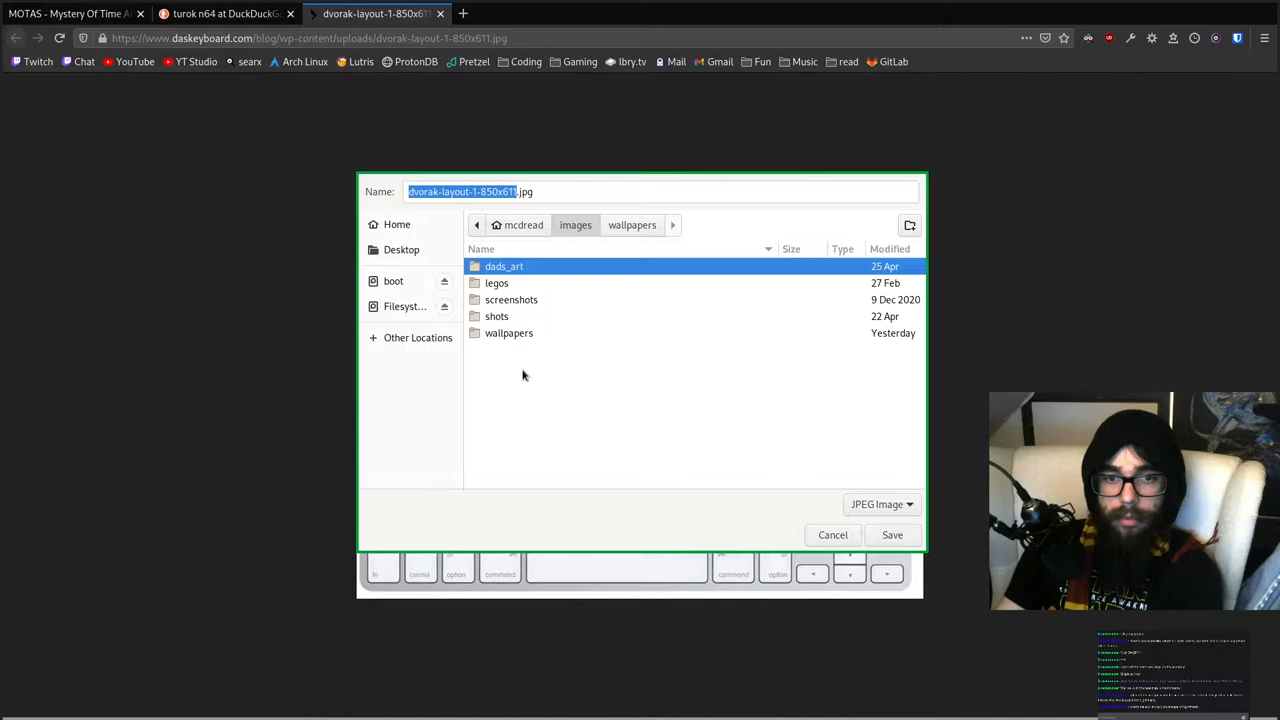 MOTAS - Mystery Of Time A
turok n64 at DuckDuckG
dvorak-layout-1-850x611
https://www.daskeyboard.com/blog/wp-content/uploads/dvorak-layout-1-850x611.jpg
Twitch Chat YouTube YT Studio searx Arch Linux Lutris ProtonDB Pretzel Coding Gaming lbry.tv Mail Gmail Fun Music read GitLab
Name: dvorak-layout-1-850x611.jpg
Home
Desktop
boot
Filesyst...
Other Locations
mcdread images wallpapers
Name Size Type Modified
dads_art 25 Apr
legos 27 Feb
screenshots 9 Dec 2020
shots 22 Apr
wallpapers Yesterday
JPEG Image
Cancel Save
fn control option command command option